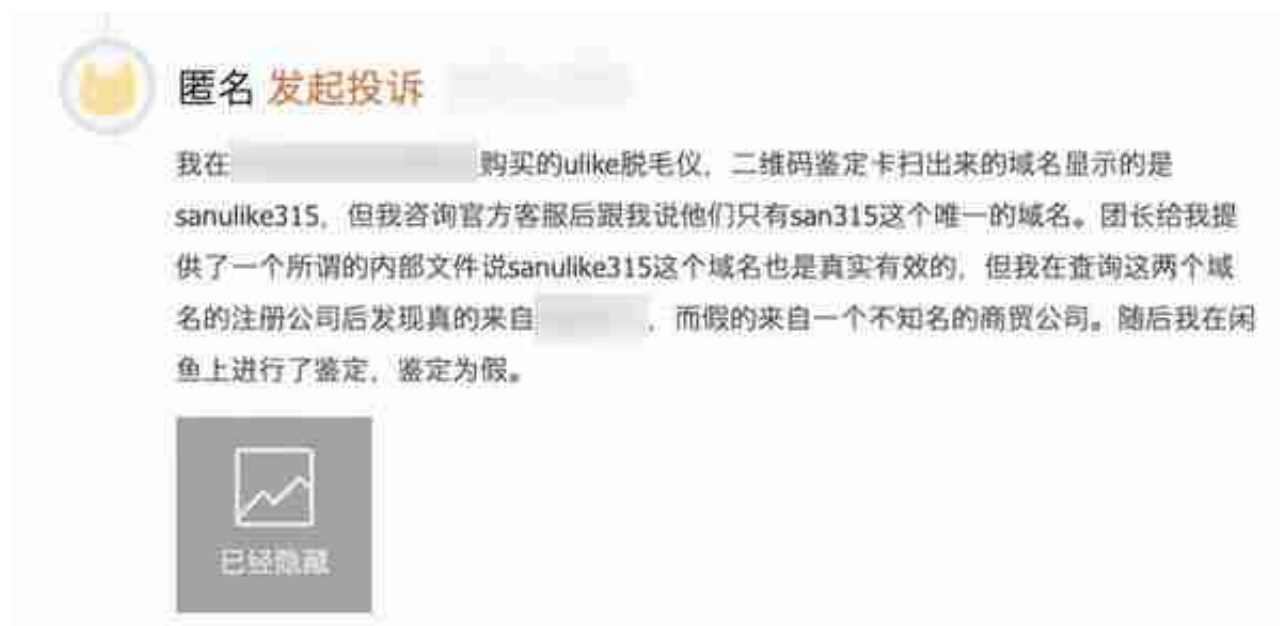 匿名 发起投诉
我在 购买的ulike脱毛仪，二维码鉴定卡扫出来的域名显示的是
sanulike315，但我咨询官方客服后跟我说他们只有san315这个唯一的域名。团长给我提
供了一个所谓的内部文件说sanulike315这个域名也是真实有效的，但我在查询这两个域
名的注册公司后发现真的来自 ，而假的来自一个不知名的商贸公司。随后我在闲
鱼上进行了鉴定，鉴定为假。
已经隐藏